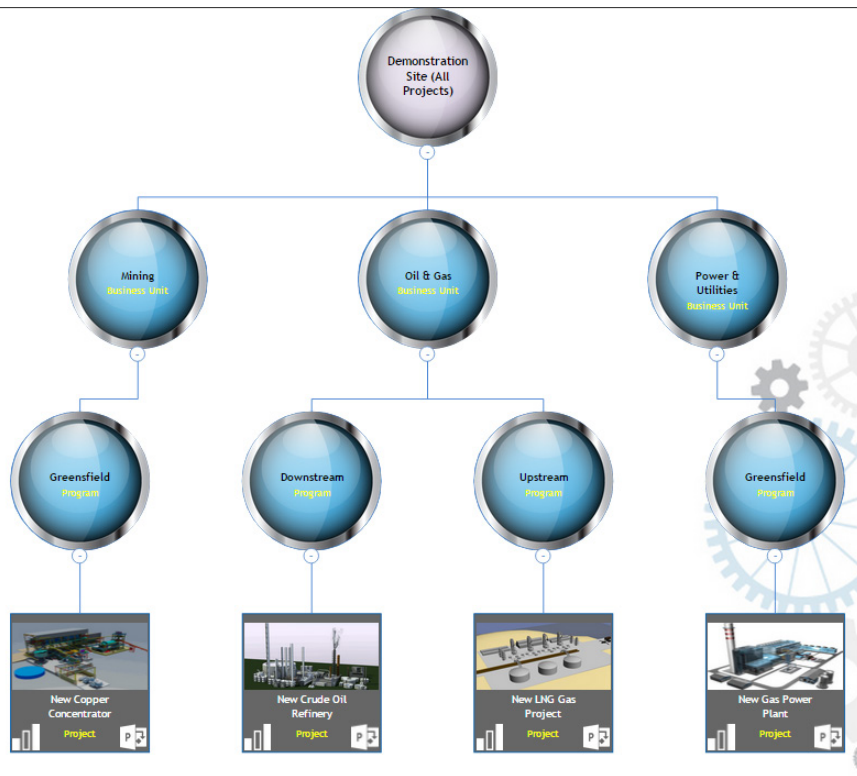 Demonstration
Site (All
Projects)
-
Mining
Business Unit
Oil & Gas
Business Unit
Power &
Utilities
Business Unit
-
-
-
Greensfield
Program
Downstream
Program
Upstream
Program
Greensfield
Program
-
-
-
-
New Copper
Concentrator
Project
P
New Crude Oil
Refinery
Project
P
New LNG Gas
Project
Project
P
New Gas Power
Plant
Project
P